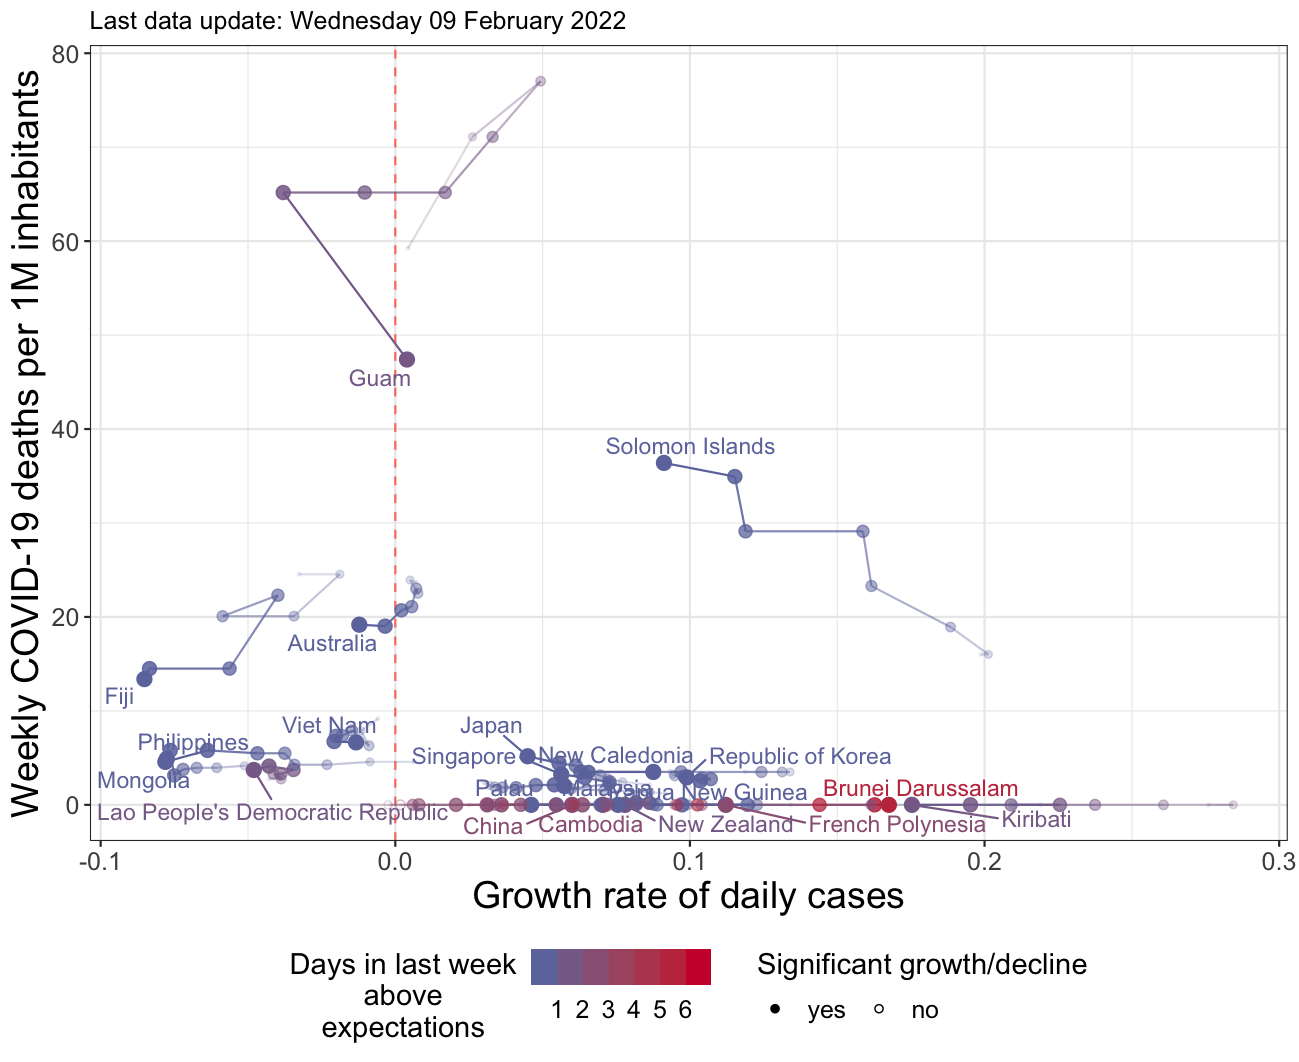 Last data update: Wednesday 09 February 2022
Weekly COVID-19 deaths per 1M inhabitants
80
60
40
20
0
Guam
Solomon Islands
Australia
Fiji
Viet Nam
Japan
Philippines
Singapore
New Caledonia
Republic of Korea
Mongolia
Palau
Malaysia
Papua New Guinea
Brunei Darussalam
Lao People's Democratic Republic
China
Cambodia
New Zealand
French Polynesia
Kiribati
-0.1
0.0
0.1
0.2
0.3
Growth rate of daily cases
Days in last week
above
expectations
1 2 3 4 5 6
Significant growth/decline
yes
no